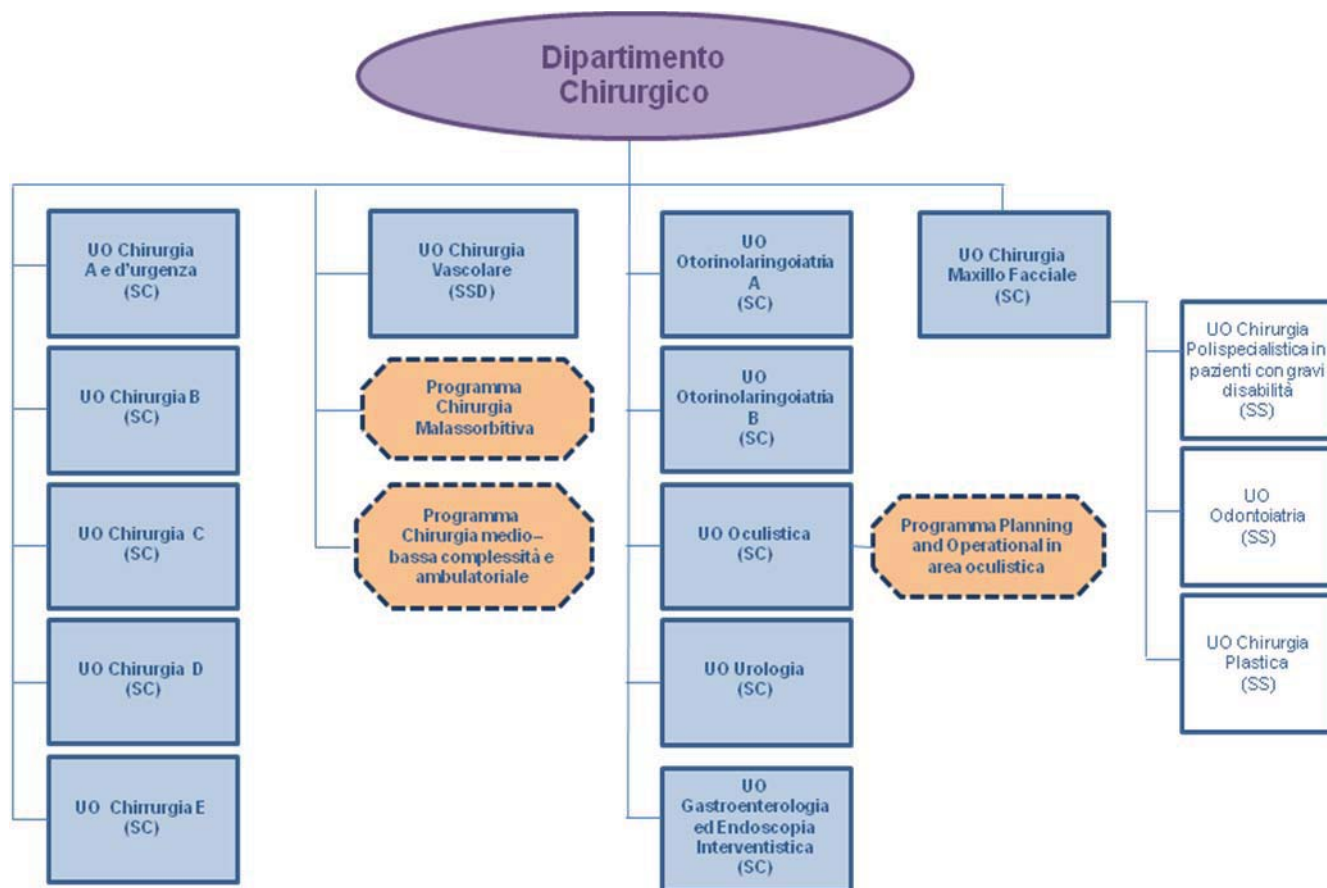 Dipartimento
Chirurgico
UO Chirurgia
A e d'urgenza
(SC)
UO Chirurgia B
(SC)
UO Chirurgia C
(SC)
UO Chirurgia D
(SC)
UO Chirrurgia E
(SC)
UO Chirurgia
Vascolare
(SSD)
Programma
Chirurgia
Malassorbitiva
Programma
Chirurgia medio–
bassa complessità e
ambulatoriale
UO
Otorinolaringoiatria
A
(SC)
UO
Otorinolaringoiatria
B
(SC)
UO Oculistica
(SC)
Programma Planning
and Operational in
area oculistica
UO Urologia
(SC)
UO
Gastroenterologia
ed Endoscopia
Interventistica
(SC)
UO Chirurgia
Maxillo Facciale
(SC)
UO Chirurgia
Polispecialistica in
pazienti con gravi
disabilità
(SS)
UO
Odontoiatria
(SS)
UO Chirurgia
Plastica
(SS)